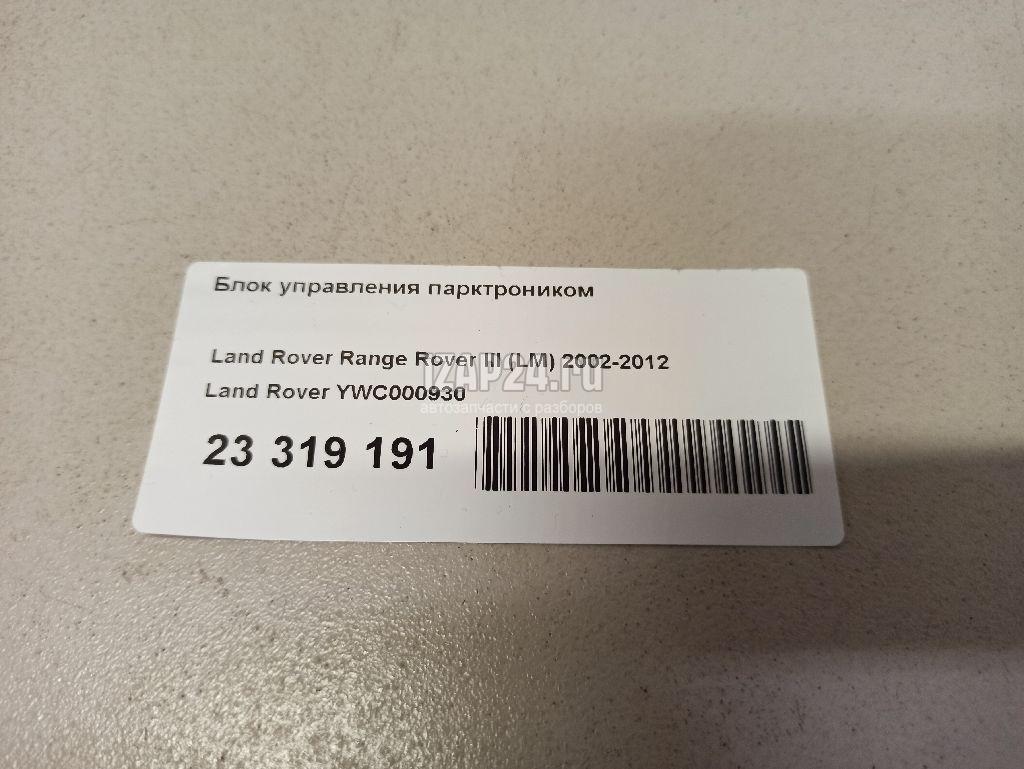 Блок управления парктроником
Land Rover Range Rover III (LM) 2002-2012
Land Rover YWC000930
23 319 191
1ZAP24.ru
автозапчасти с разборов